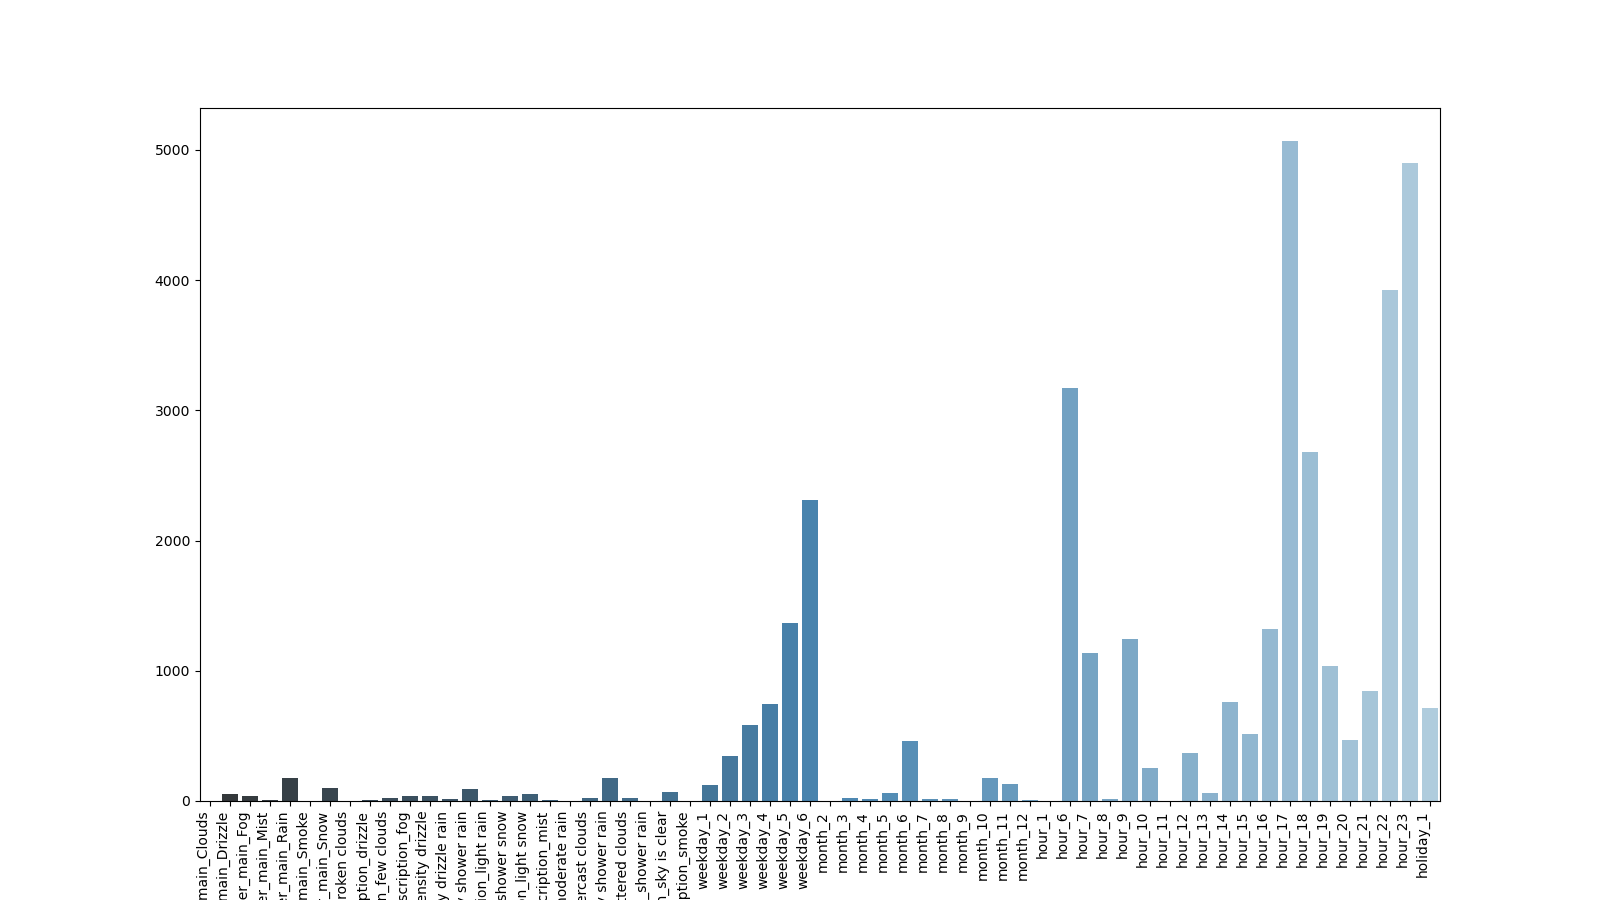 5000
4000
3000
2000
1000
0
main_Clouds
main_Drizzle
er_main_Fog
er_main_Mist
er_main_Rain
main_Smoke
r_main_Snow
roken clouds
ption_drizzle
n_few clouds
scription_fog
ensity drizzle
y drizzle rain
y shower rain
ion_light rain
shower snow
on_light snow
cription_mist
noderate rain
ercast clouds
y shower rain
ttered clouds
_shower rain
n_sky is clear
ption_smoke
weekday_1
weekday_2
weekday_3
weekday_4
weekday_5
weekday_6
month_2
month_3
month_4
month_5
month_6
month_7
month_8
month_9
month_10
month_11
month_12
hour_1
hour_6
hour_7
hour_8
hour_9
hour_10
hour_11
hour_12
hour_13
hour_14
hour_15
hour_16
hour_17
hour_18
hour_19
hour_20
hour_21
hour_22
hour_23
holiday_1